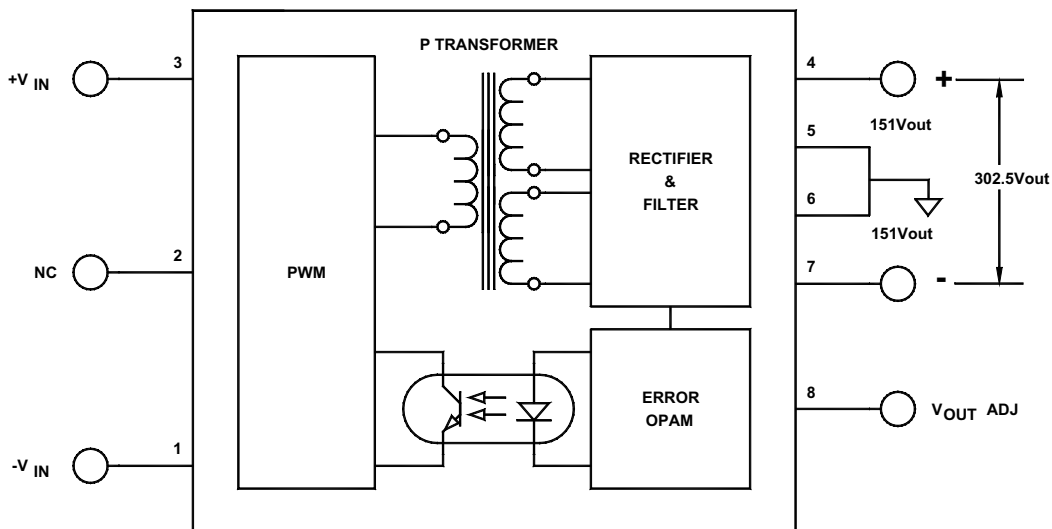 P TRANSFORMER
+V IN
3
4
+
151Vout
5
302.5Vout
6
151Vout
RECTIFIER
&
FILTER
NC
2
PWM
7
-
ERROR
OPAM
8
VOUT ADJ
-V IN
1